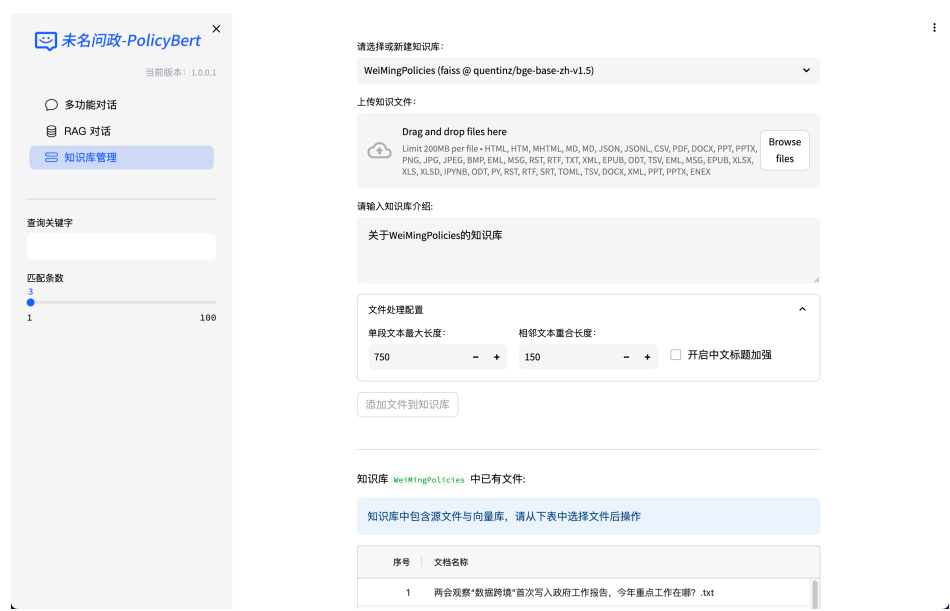 未名问政-PolicyBert
当前版本：1.0.0.1
多功能对话
RAG 对话
知识库管理
查询关键字
匹配条数
3
1
100
请选择或新建知识库：
WeiMingPolicies (faiss @ quentinz/bge-base-zh-v1.5)
上传知识文件：
Drag and drop files here
Limit 200MB per file • HTML, HTM, MHTML, MD, MD, JSON, JSONL, CSV, PDF, DOCX, PPT, PPTX,
PNG, JPG, JPEG, BMP, EML, MSG, RST, RTF, TXT, XML, EPUB, ODT, TSV, EML, MSG, EPUB, XLSX,
XLS, XLSD, IPYNB, ODT, PY, RST, RTF, SRT, TOML, TSV, DOCX, XML, PPT, PPTX, ENEX
Browse
files
请输入知识库介绍:
关于WeiMingPolicies的知识库
文件处理配置
单段文本最大长度：
750
相邻文本重合长度：
150
开启中文标题加强
添加文件到知识库
知识库 WeiMingPolicies 中已有文件:
知识库中包含源文件与向量库，请从下表中选择文件后操作
序号
文档名称
1
两会观察“数据跨境”首次写入政府工作报告，今年重点工作在哪？.txt